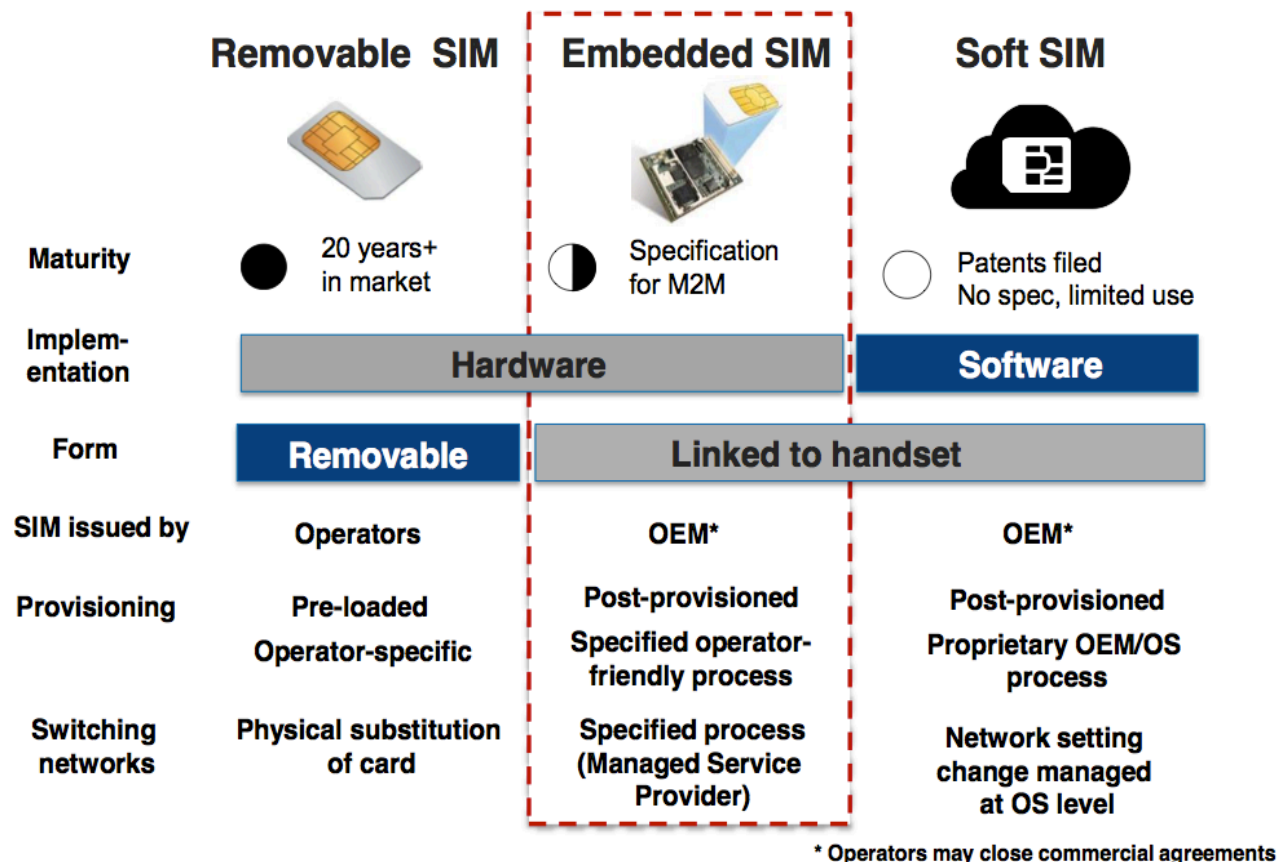 Removable SIM
Embedded SIM
Soft SIM
Maturity
20 years+
in market
Specification
for M2M
Patents filed
No spec, limited use
Implem-
entation
Hardware
Software
Form
Removable
Linked to handset
SIM issued by
Operators
OEM*
OEM*
Provisioning
Pre-loaded
Operator-specific
Post-provisioned
Specified operator-
friendly process
Post-provisioned
Proprietary OEM/OS
process
Switching
networks
Physical substitution
of card
Specified process
(Managed Service
Provider)
Network setting
change managed
at OS level
* Operators may close commercial agreements